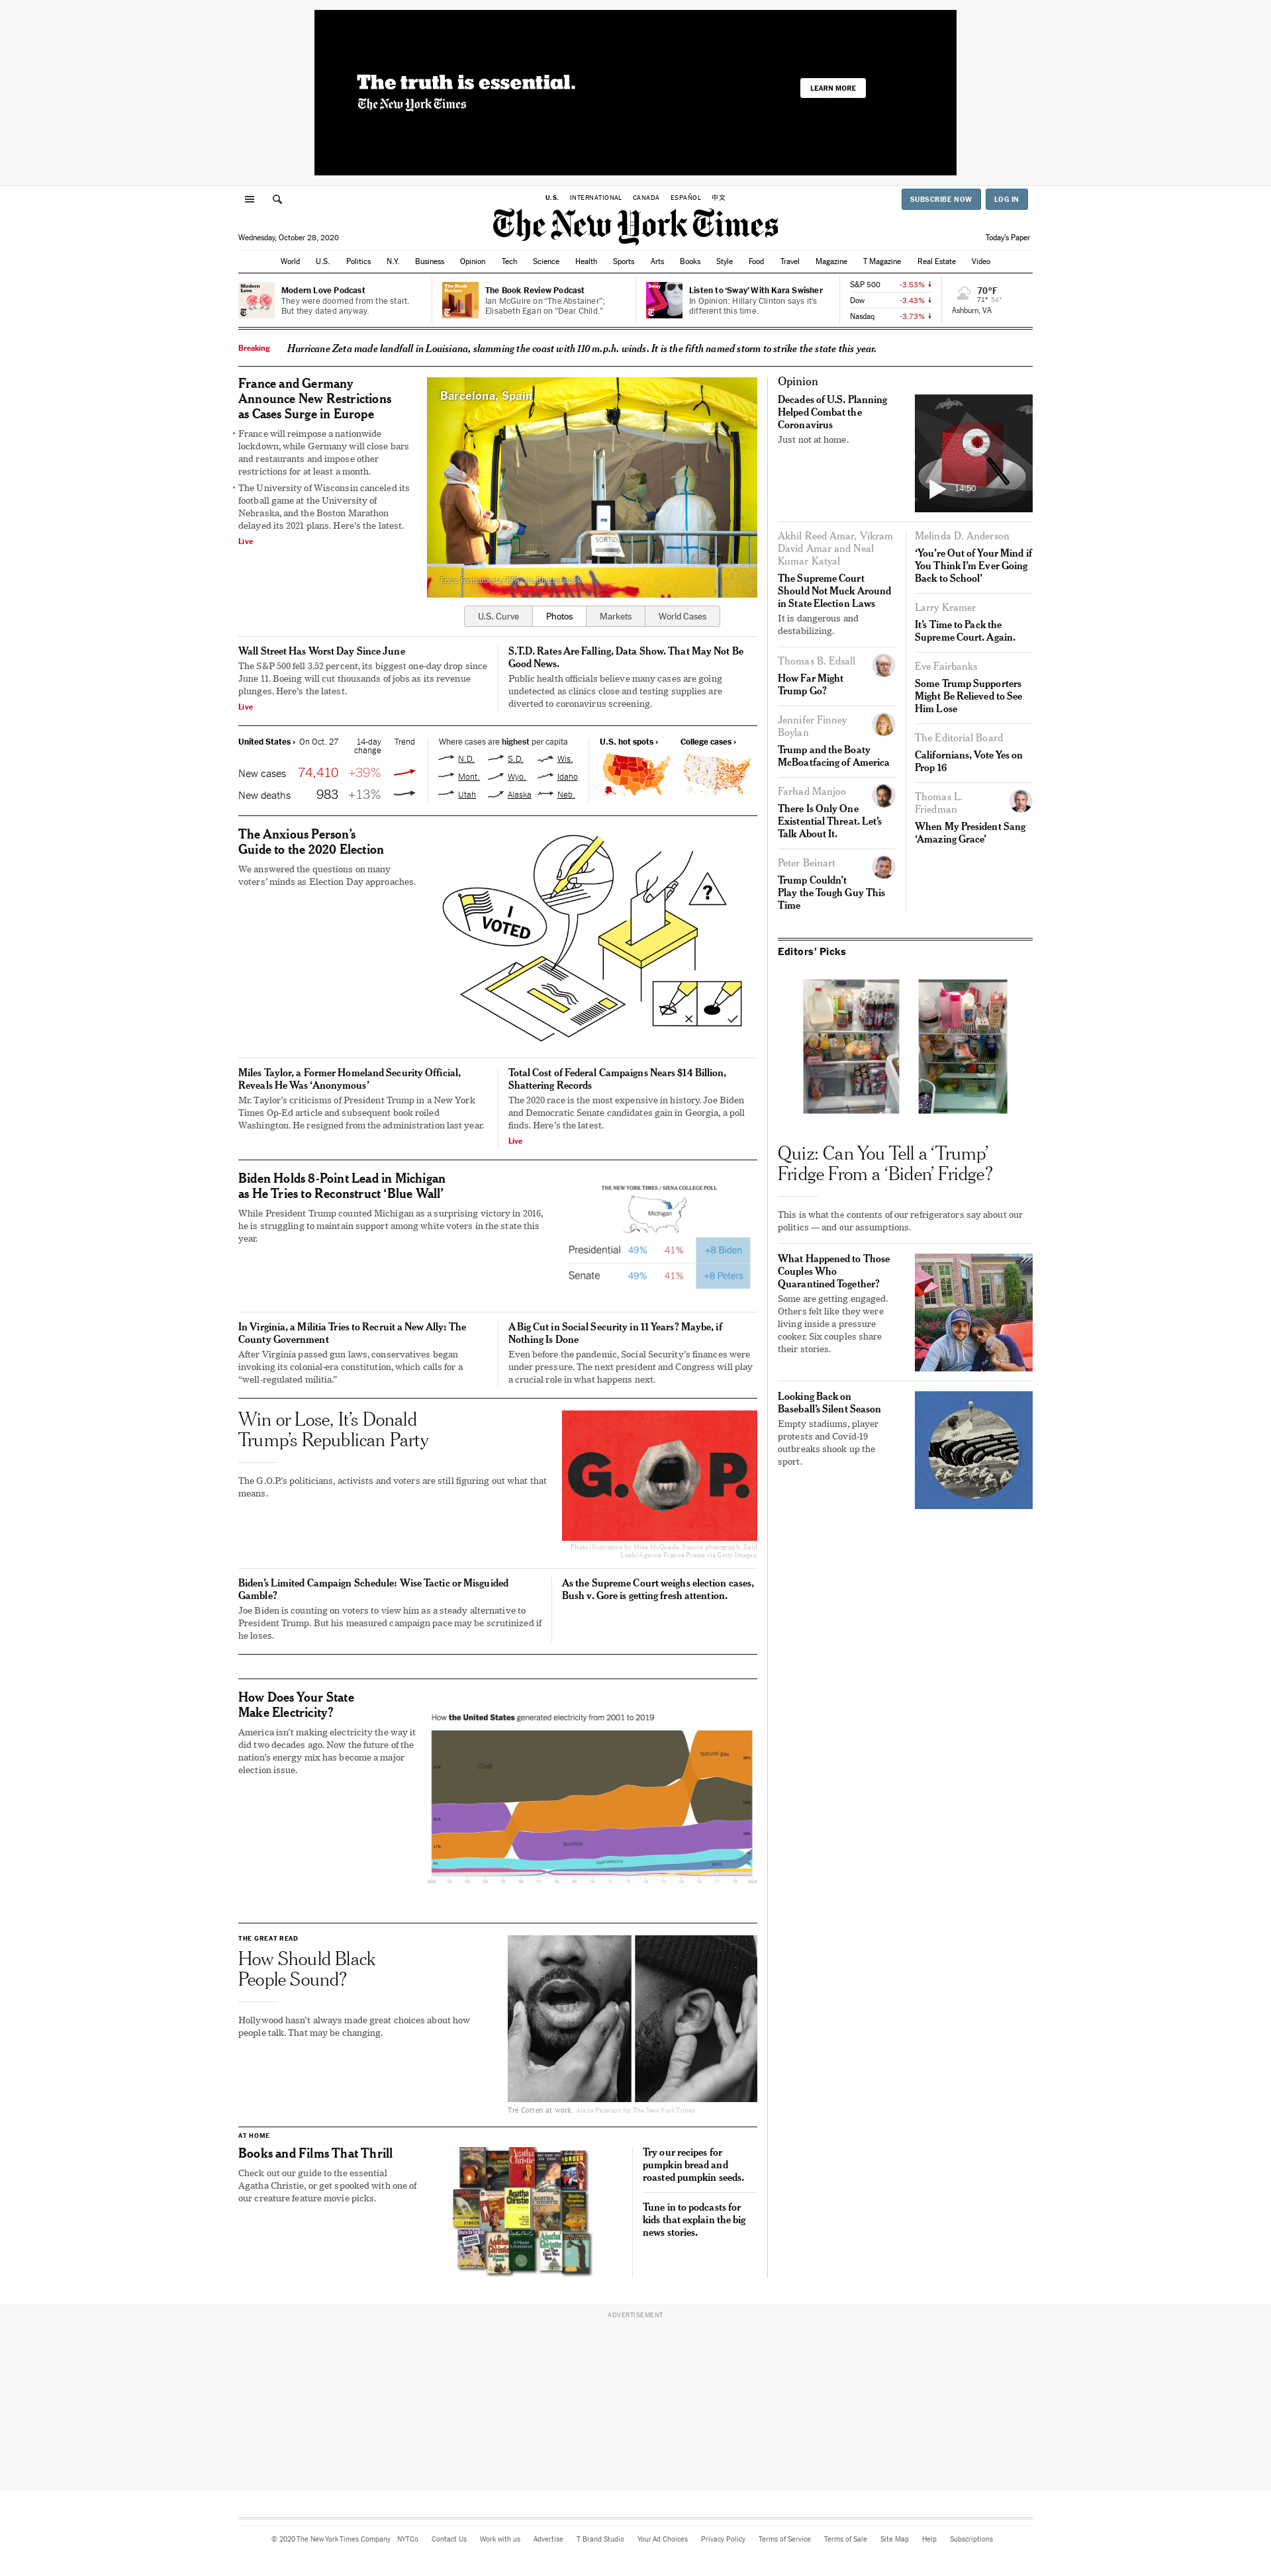 The truth is essential.
The New York Times
LEARN MORE
U.S. INTERNATIONAL CANADA ESPAÑOL 中文
SUBSCRIBE NOW
LOG IN
The New York Times
Wednesday, October 28, 2020
Today's Paper
World U.S. Politics N.Y. Business Opinion Tech Science Health Sports Arts Books Style Food Travel Magazine T Magazine Real Estate Video
Modern Love Podcast
They were doomed from the start.
But they dated anyway.
The Book Review Podcast
Ian McGuire on “The Abstainer”;
Elisabeth Egan on “Dear Child.”
Listen to ‘Sway’ With Kara Swisher
In Opinion: Hillary Clinton says it's
different this time.
S&P 500 -3.53% ↓
Dow -3.43% ↓
Nasdaq -3.73% ↓
70°F
71° 54°
Ashburn, VA
Breaking
Hurricane Zeta made landfall in Louisiana, slamming the coast with 110 m.p.h. winds. It is the fifth named storm to strike the state this year.
France and Germany
Announce New Restrictions
as Cases Surge in Europe
• France will reimpose a nationwide
lockdown, while Germany will close bars
and restaurants and impose other
restrictions for at least a month.
• The University of Wisconsin canceled its
football game at the University of
Nebraska, and the Boston Marathon
delayed its 2021 plans. Here's the latest.
Live
Barcelona, Spain
U.S. Curve
Photos
Markets
World Cases
Wall Street Has Worst Day Since June
The S&P 500 fell 3.52 percent, its biggest one-day drop since
June 11. Boeing will cut thousands of jobs as its revenue
plunges. Here's the latest.
Live
S.T.D. Rates Are Falling, Data Show. That May Not Be
Good News.
Public health officials believe many cases are going
undetected as clinics close and testing supplies are
diverted to coronavirus screening.
United States › On Oct. 27 14-day Trend
change
New cases 74,410 +39%
New deaths 983 +13%
Where cases are highest per capita
N.D. S.D. Wis.
Mont. Wyo. Idaho
Utah Alaska Neb.
U.S. hot spots ›
College cases ›
The Anxious Person's
Guide to the 2020 Election
We answered the questions on many
voters' minds as Election Day approaches.
I
VOTED
?
Miles Taylor, a Former Homeland Security Official,
Reveals He Was ‘Anonymous’
Mr. Taylor's criticisms of President Trump in a New York
Times Op-Ed article and subsequent book roiled
Washington. He resigned from the administration last year.
Total Cost of Federal Campaigns Nears $14 Billion,
Shattering Records
The 2020 race is the most expensive in history. Joe Biden
and Democratic Senate candidates gain in Georgia, a poll
finds. Here's the latest.
Live
Biden Holds 8-Point Lead in Michigan
as He Tries to Reconstruct ‘Blue Wall’
While President Trump counted Michigan as a surprising victory in 2016,
he is struggling to maintain support among white voters in the state this
year.
THE NEW YORK TIMES / SIENA COLLEGE POLL
Michigan
Presidential 49% 41% +8 Biden
Senate 49% 41% +8 Peters
In Virginia, a Militia Tries to Recruit a New Ally: The
County Government
After Virginia passed gun laws, conservatives began
invoking its colonial-era constitution, which calls for a
“well-regulated militia.”
A Big Cut in Social Security in 11 Years? Maybe, if
Nothing Is Done
Even before the pandemic, Social Security's finances were
under pressure. The next president and Congress will play
a crucial role in what happens next.
Win or Lose, It's Donald
Trump's Republican Party
The G.O.P.'s politicians, activists and voters are still figuring out what that
means.
G.O.P.
Photo illustration by Mike McQuade. Source photograph: Saul
Loeb/Agence France-Presse via Getty Images
Biden's Limited Campaign Schedule: Wise Tactic or Misguided
Gamble?
Joe Biden is counting on voters to view him as a steady alternative to
President Trump. But his measured campaign pace may be scrutinized if
he loses.
As the Supreme Court weighs election cases,
Bush v. Gore is getting fresh attention.
How Does Your State
Make Electricity?
America isn't making electricity the way it
did two decades ago. Now the future of the
nation's energy mix has become a major
election issue.
How the United States generated electricity from 2001 to 2019
Coal
Natural gas
Nuclear
Hydroelectric
Wind
THE GREAT READ
How Should Black
People Sound?
Hollywood hasn't always made great choices about how
people talk. That may be changing.
Tré Cotten at work. Alana Paterson for The New York Times
AT HOME
Books and Films That Thrill
Check out our guide to the essential
Agatha Christie, or get spooked with one of
our creature feature movie picks.
Try our recipes for
pumpkin bread and
roasted pumpkin seeds.
Tune in to podcasts for
kids that explain the big
news stories.
Opinion
Decades of U.S. Planning
Helped Combat the
Coronavirus
Just not at home.
14:50
Akhil Reed Amar, Vikram
David Amar and Neal
Kumar Katyal
The Supreme Court
Should Not Muck Around
in State Election Laws
It is dangerous and
destabilizing.
Thomas B. Edsall
How Far Might
Trump Go?
Jennifer Finney
Boylan
Trump and the Boaty
McBoatfacing of America
Farhad Manjoo
There Is Only One
Existential Threat. Let's
Talk About It.
Peter Beinart
Trump Couldn't
Play the Tough Guy This
Time
Melinda D. Anderson
‘You're Out of Your Mind if
You Think I'm Ever Going
Back to School’
Larry Kramer
It's Time to Pack the
Supreme Court. Again.
Eve Fairbanks
Some Trump Supporters
Might Be Relieved to See
Him Lose
The Editorial Board
Californians, Vote Yes on
Prop 16
Thomas L.
Friedman
When My President Sang
‘Amazing Grace’
Editors' Picks
Quiz: Can You Tell a ‘Trump’
Fridge From a ‘Biden’ Fridge?
This is what the contents of our refrigerators say about our
politics — and our assumptions.
What Happened to Those
Couples Who
Quarantined Together?
Some are getting engaged.
Others felt like they were
living inside a pressure
cooker. Six couples share
their stories.
Looking Back on
Baseball's Silent Season
Empty stadiums, player
protests and Covid-19
outbreaks shook up the
sport.
ADVERTISEMENT
© 2020 The New York Times Company NYTCo Contact Us Work with us Advertise T Brand Studio Your Ad Choices Privacy Policy Terms of Service Terms of Sale Site Map Help Subscriptions